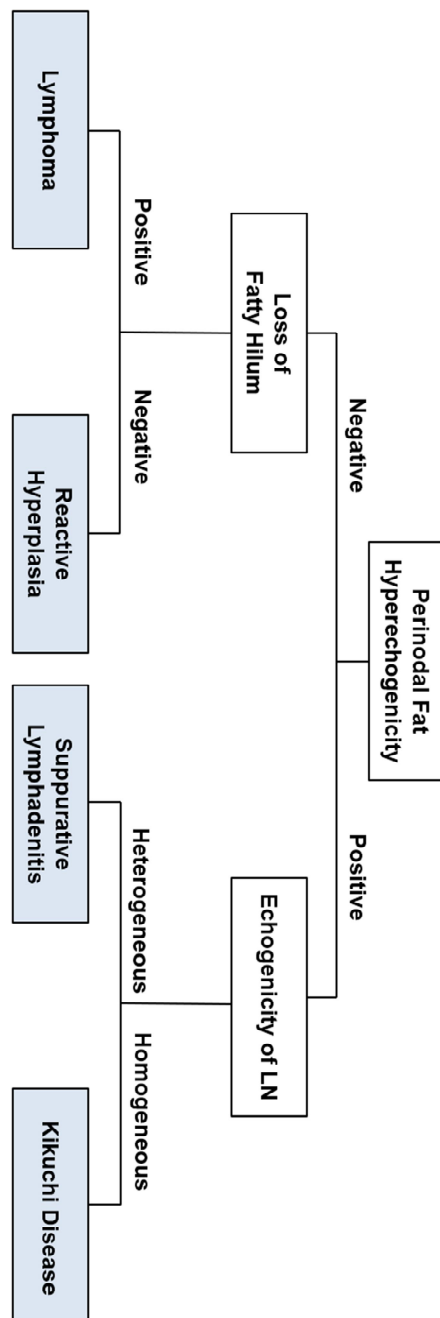 Perinodal Fat
Hyperechogenicity
Negative
Positive
Loss of
Fatty Hilum
Echogenicity of LN
Positive
Negative
Heterogeneous
Homogeneous
Lymphoma
Reactive
Hyperplasia
Suppurative
Lymphadenitis
Kikuchi Disease